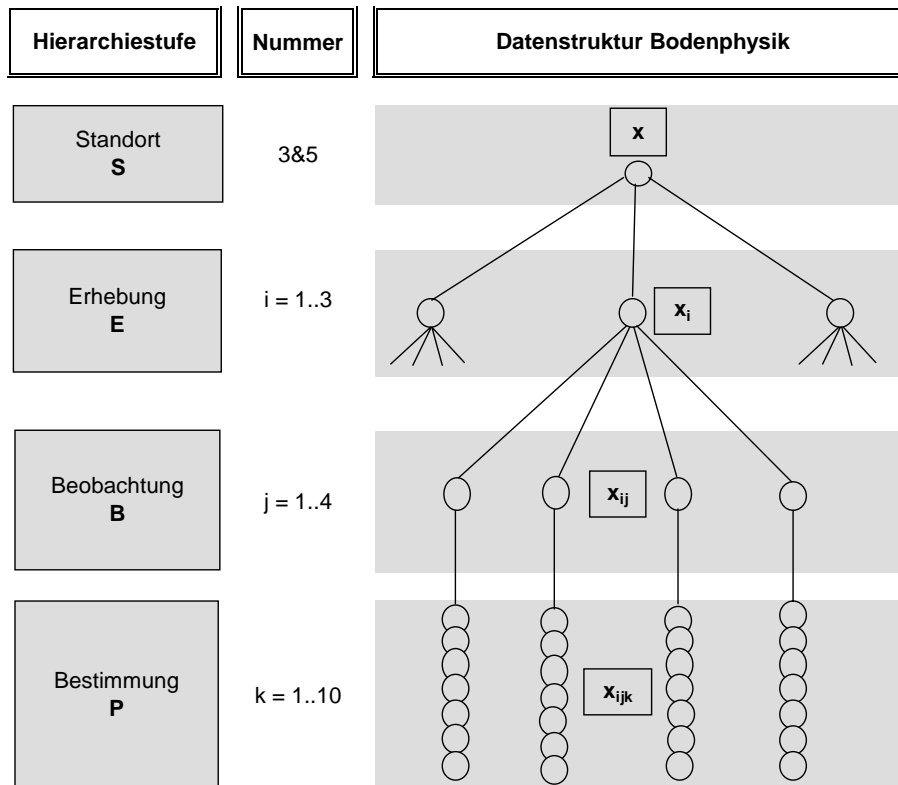 Hierarchiestufe Nummer Datenstruktur Bodenphysik
Standort
S
3&5
x
Erhebung
E
i = 1..3
xi
Beobachtung
B
j = 1..4
xij
Bestimmung
P
k = 1..10
xijk